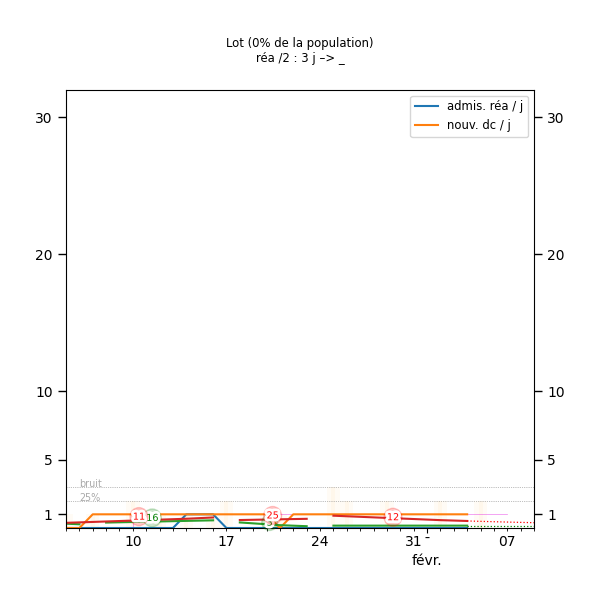 Lot (0% de la population)
réa /2 : 3 j –> _
admis. réa / j
nouv. dc / j
30 30
20 20
10 10
5 5
bruit
25%
1 11 16 25 12 1
10 17 24 31 - 07
févr.